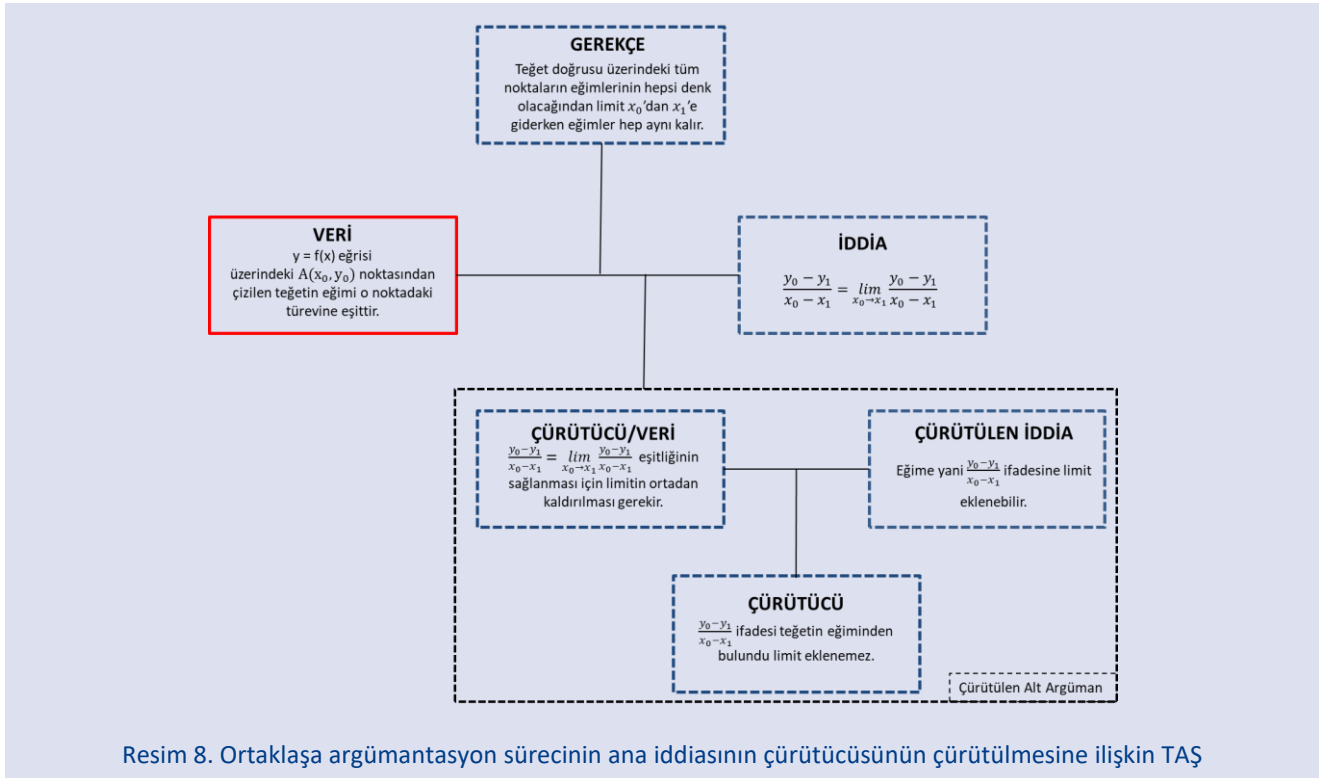 GEREKÇE
Teğet doğrusu üzerindeki tüm
noktaların eğimlerinin hepsi denk
olacağından limit x₀'dan x₁'e
giderken eğimler hep aynı kalır.
VERİ
y = f(x) eğrisi
üzerindeki A(x₀, y₀) noktasından
çizilen teğetin eğimi o noktadaki
türevine eşittir.
İDDİA
(y₀ − y₁)/(x₀ − x₁) = lim x₀→x₁ (y₀ − y₁)/(x₀ − x₁)
ÇÜRÜTÜCÜ/VERİ
(y₀−y₁)/(x₀−x₁) = lim x₀→x₁ (y₀−y₁)/(x₀−x₁) eşitliğinin
sağlanması için limitin ortadan
kaldırılması gerekir.
ÇÜRÜTÜLEN İDDİA
Eğime yani (y₀−y₁)/(x₀−x₁) ifadesine limit
eklenebilir.
ÇÜRÜTÜCÜ
(y₀−y₁)/(x₀−x₁) ifadesi teğetin eğiminden
bulundu limit eklenemez.
Çürütülen Alt Argüman
Resim 8. Ortaklaşa argümantasyon sürecinin ana iddiasının çürütücüsünün çürütülmesine ilişkin TAŞ